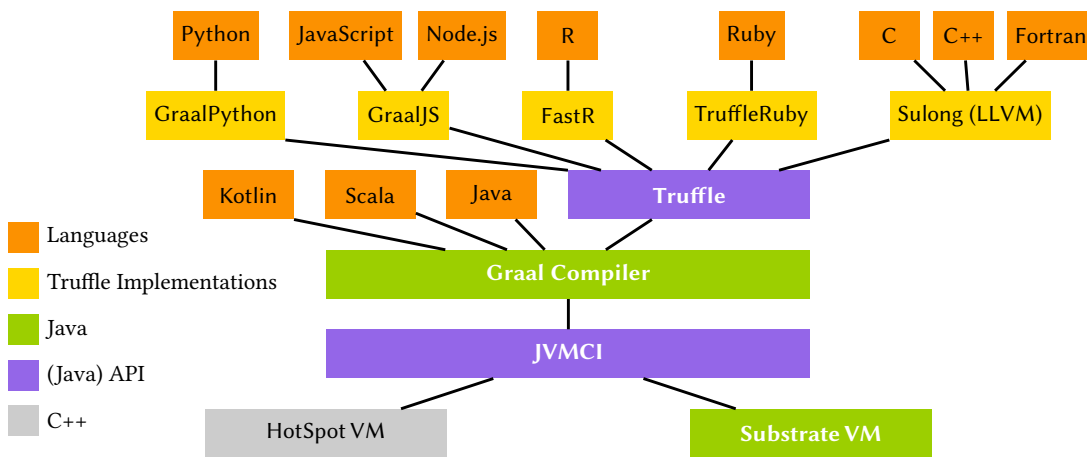 Python
JavaScript
Node.js
R
Ruby
C
C++
Fortran
GraalPython
GraalJS
FastR
TruffleRuby
Sulong (LLVM)
Kotlin
Scala
Java
Truffle
Languages
Truffle Implementations
Java
(Java) API
C++
Graal Compiler
JVMCI
HotSpot VM
Substrate VM